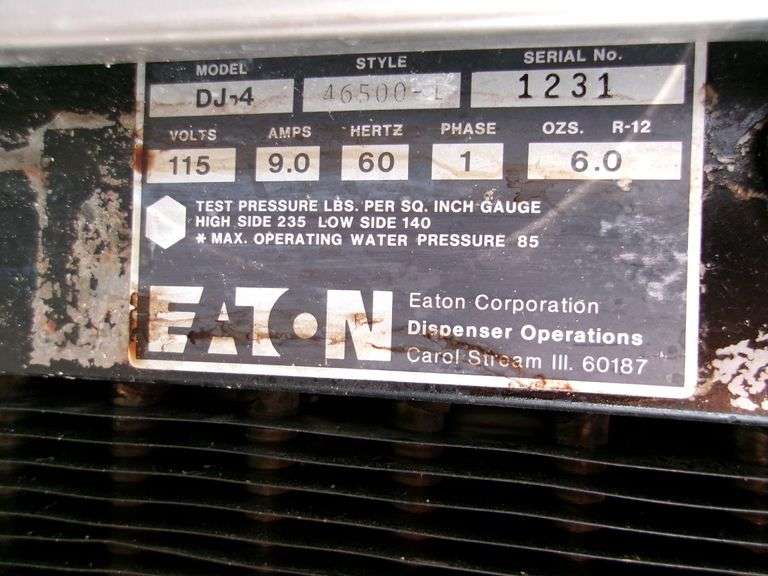 MODEL STYLE SERIAL No.
DJ-4 46500-1 1231
VOLTS AMPS HERTZ PHASE OZS. R-12
115 9.0 60 1 6.0
TEST PRESSURE LBS. PER SQ. INCH GAUGE
HIGH SIDE 235 LOW SIDE 140
* MAX. OPERATING WATER PRESSURE 85
EATON
Eaton Corporation
Dispenser Operations
Carol Stream Ill. 60187